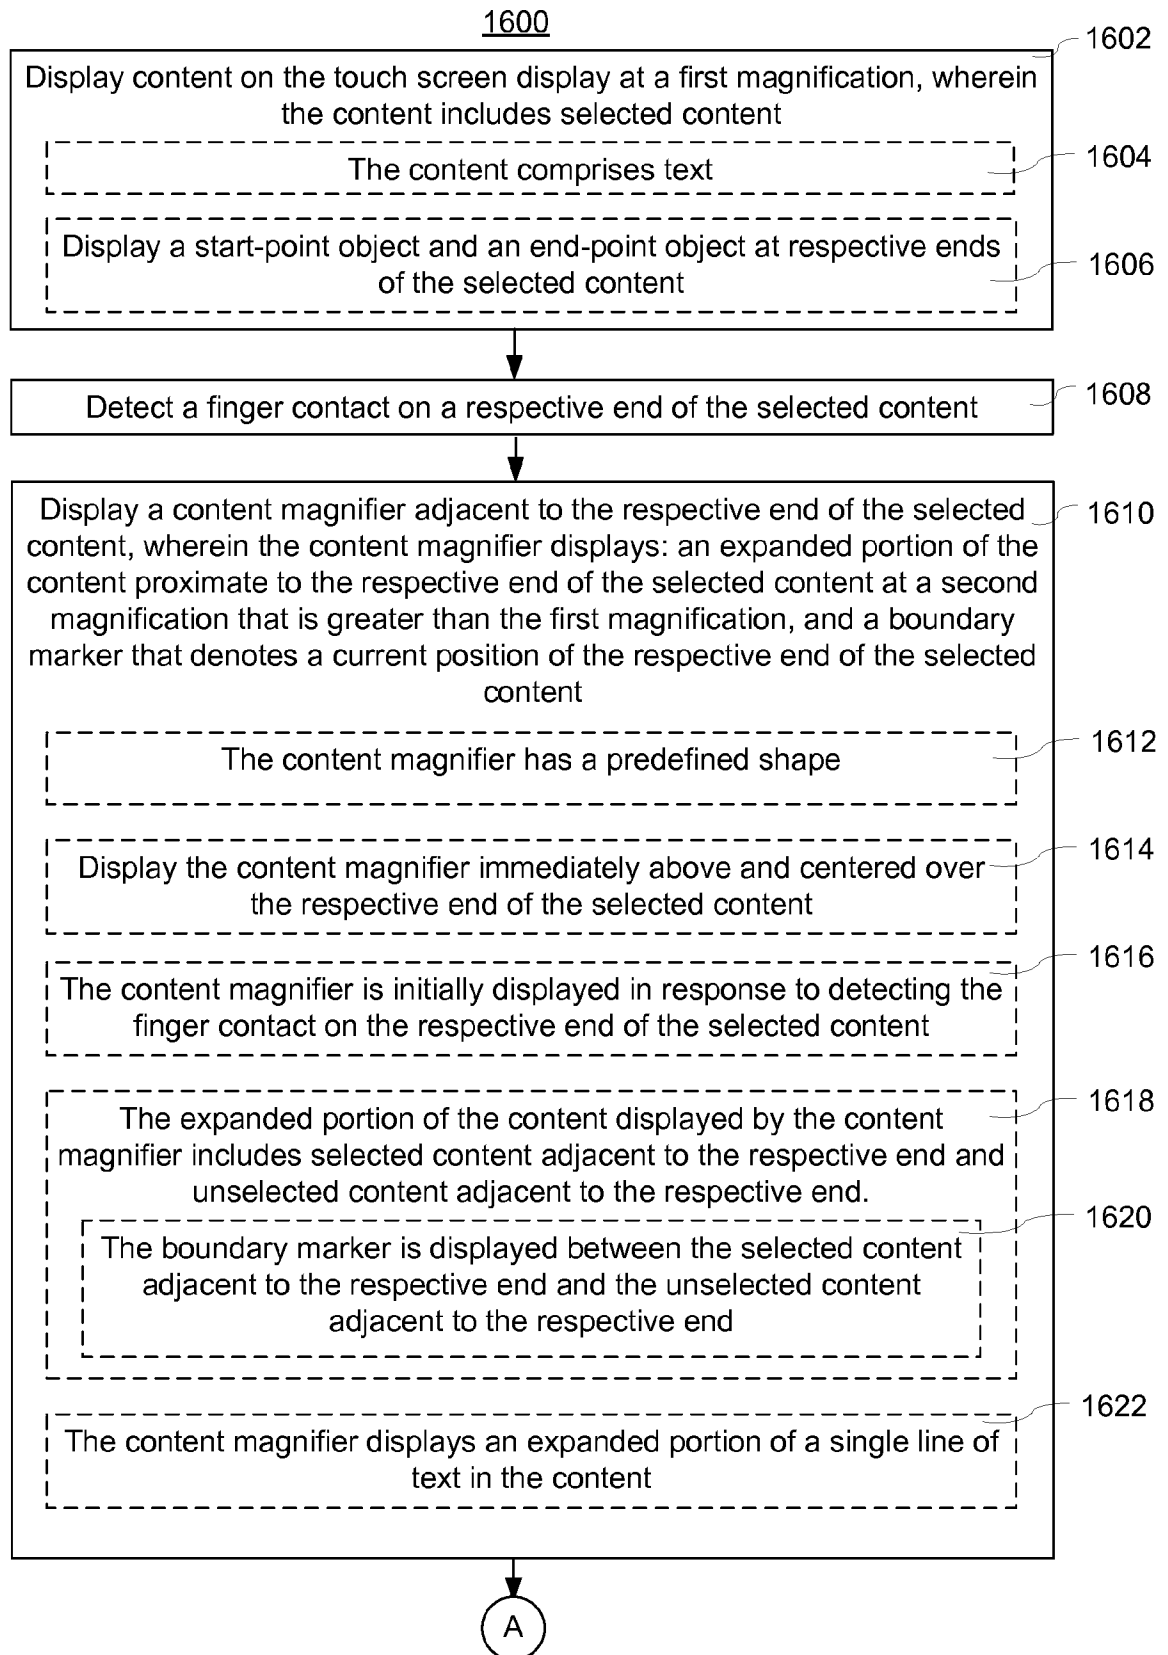 1600
1602
Display content on the touch screen display at a first magnification, wherein
the content includes selected content
1604
The content comprises text
Display a start-point object and an end-point object at respective ends
1606
of the selected content
1608
Detect a finger contact on a respective end of the selected content
Display a content magnifier adjacent to the respective end of the selected
1610
content, wherein the content magnifier displays: an expanded portion of the
content proximate to the respective end of the selected content at a second
magnification that is greater than the first magnification, and a boundary
marker that denotes a current position of the respective end of the selected
content
1612
The content magnifier has a predefined shape
1614
Display the content magnifier immediately above and centered over
the respective end of the selected content
1616
The content magnifier is initially displayed in response to detecting the
finger contact on the respective end of the selected content
1618
The expanded portion of the content displayed by the content
magnifier includes selected content adjacent to the respective end and
unselected content adjacent to the respective end.
1620
The boundary marker is displayed between the selected content
adjacent to the respective end and the unselected content
adjacent to the respective end
1622
The content magnifier displays an expanded portion of a single line of
text in the content
A